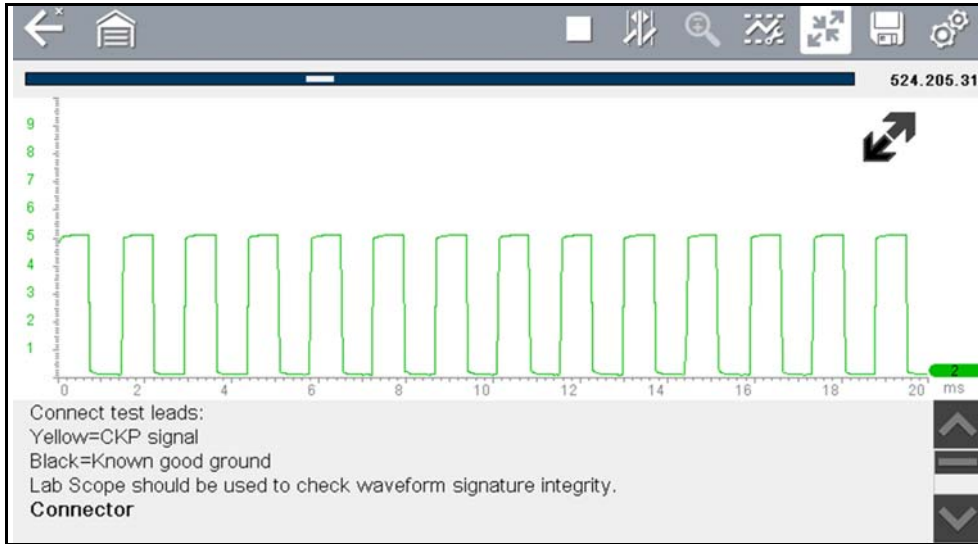 524.205.31
9
8
7
6
5
4
3
2
1
0 2 4 6 8 10 12 14 16 18 20 ms
2
Connect test leads:
Yellow=CKP signal
Black=Known good ground
Lab Scope should be used to check waveform signature integrity.
Connector